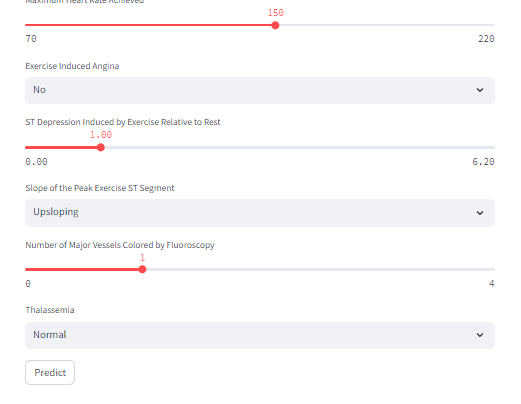 Maximum Heart Rate Achieved
150
70 220
Exercise Induced Angina
No
ST Depression Induced by Exercise Relative to Rest
1.00
0.00 6.20
Slope of the Peak Exercise ST Segment
Upsloping
Number of Major Vessels Colored by Fluoroscopy
1
0 4
Thalassemia
Normal
Predict